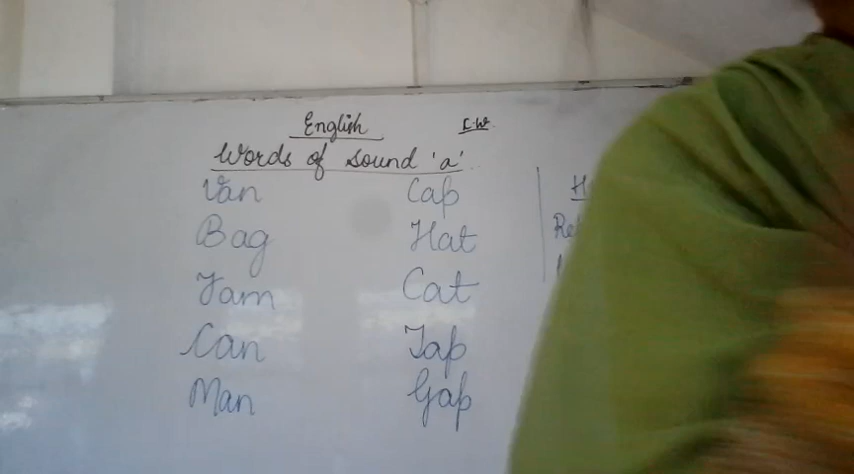 English C.W.
Words of sound 'a'
Van Cap
Bag Hat
Jam Cat
Can Tap
Man Gap